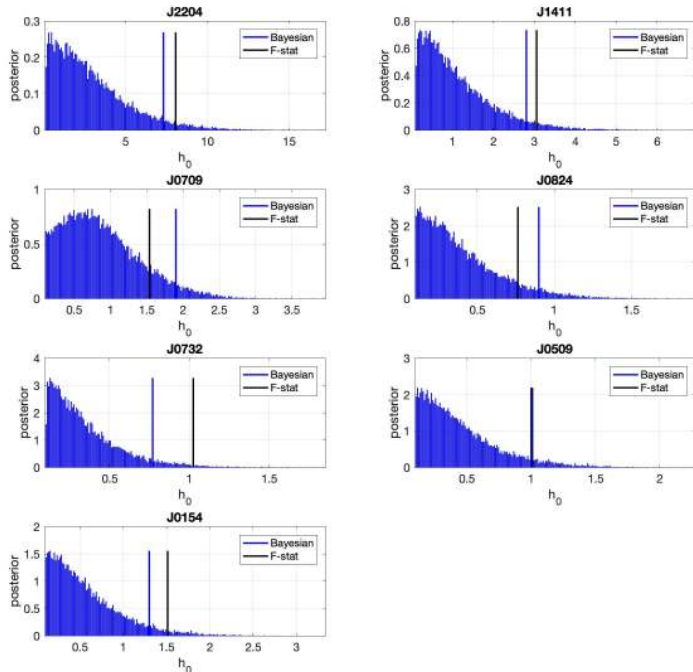 J2204
0.3
0.2
0.1
0
posterior
Bayesian
F-stat
5 10 15
h0
J1411
0.8
0.6
0.4
0.2
0
posterior
Bayesian
F-stat
1 2 3 4 5 6
h0
J0709
1
0.5
0
posterior
Bayesian
F-stat
0.5 1 1.5 2 2.5 3 3.5
h0
J0824
3
2
1
0
posterior
Bayesian
F-stat
0.5 1 1.5
h0
J0732
4
3
2
1
0
posterior
Bayesian
F-stat
0.5 1 1.5
h0
J0509
3
2
1
0
posterior
Bayesian
F-stat
0.5 1 1.5 2
h0
J0154
2
1.5
1
0.5
0
posterior
Bayesian
F-stat
0.5 1 1.5 2 2.5 3
h0